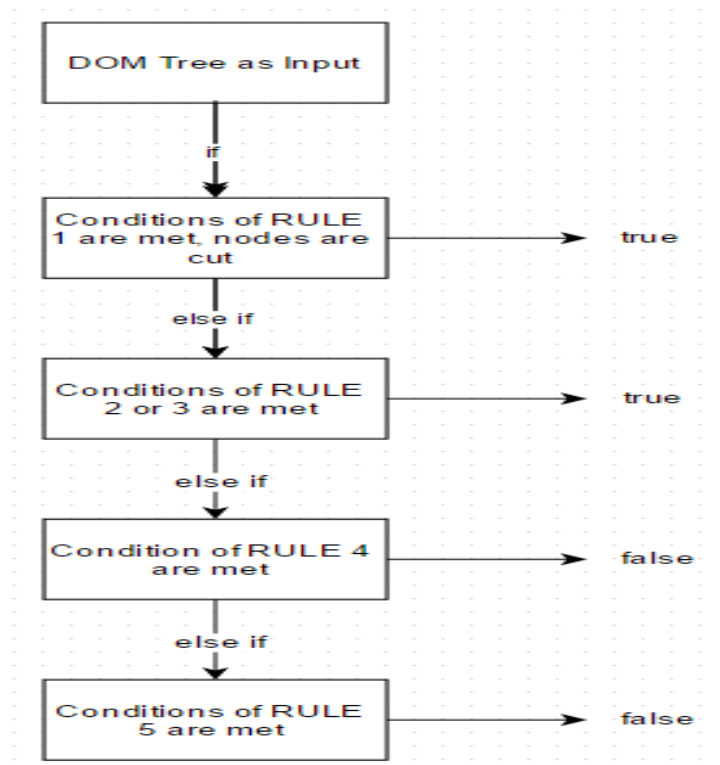 DOM Tree as Input
if
Conditions of RULE
1 are met, nodes are
cut
true
else if
Conditions of RULE
2 or 3 are met
true
else if
Condition of RULE 4
are met
false
else if
Conditions of RULE
5 are met
false